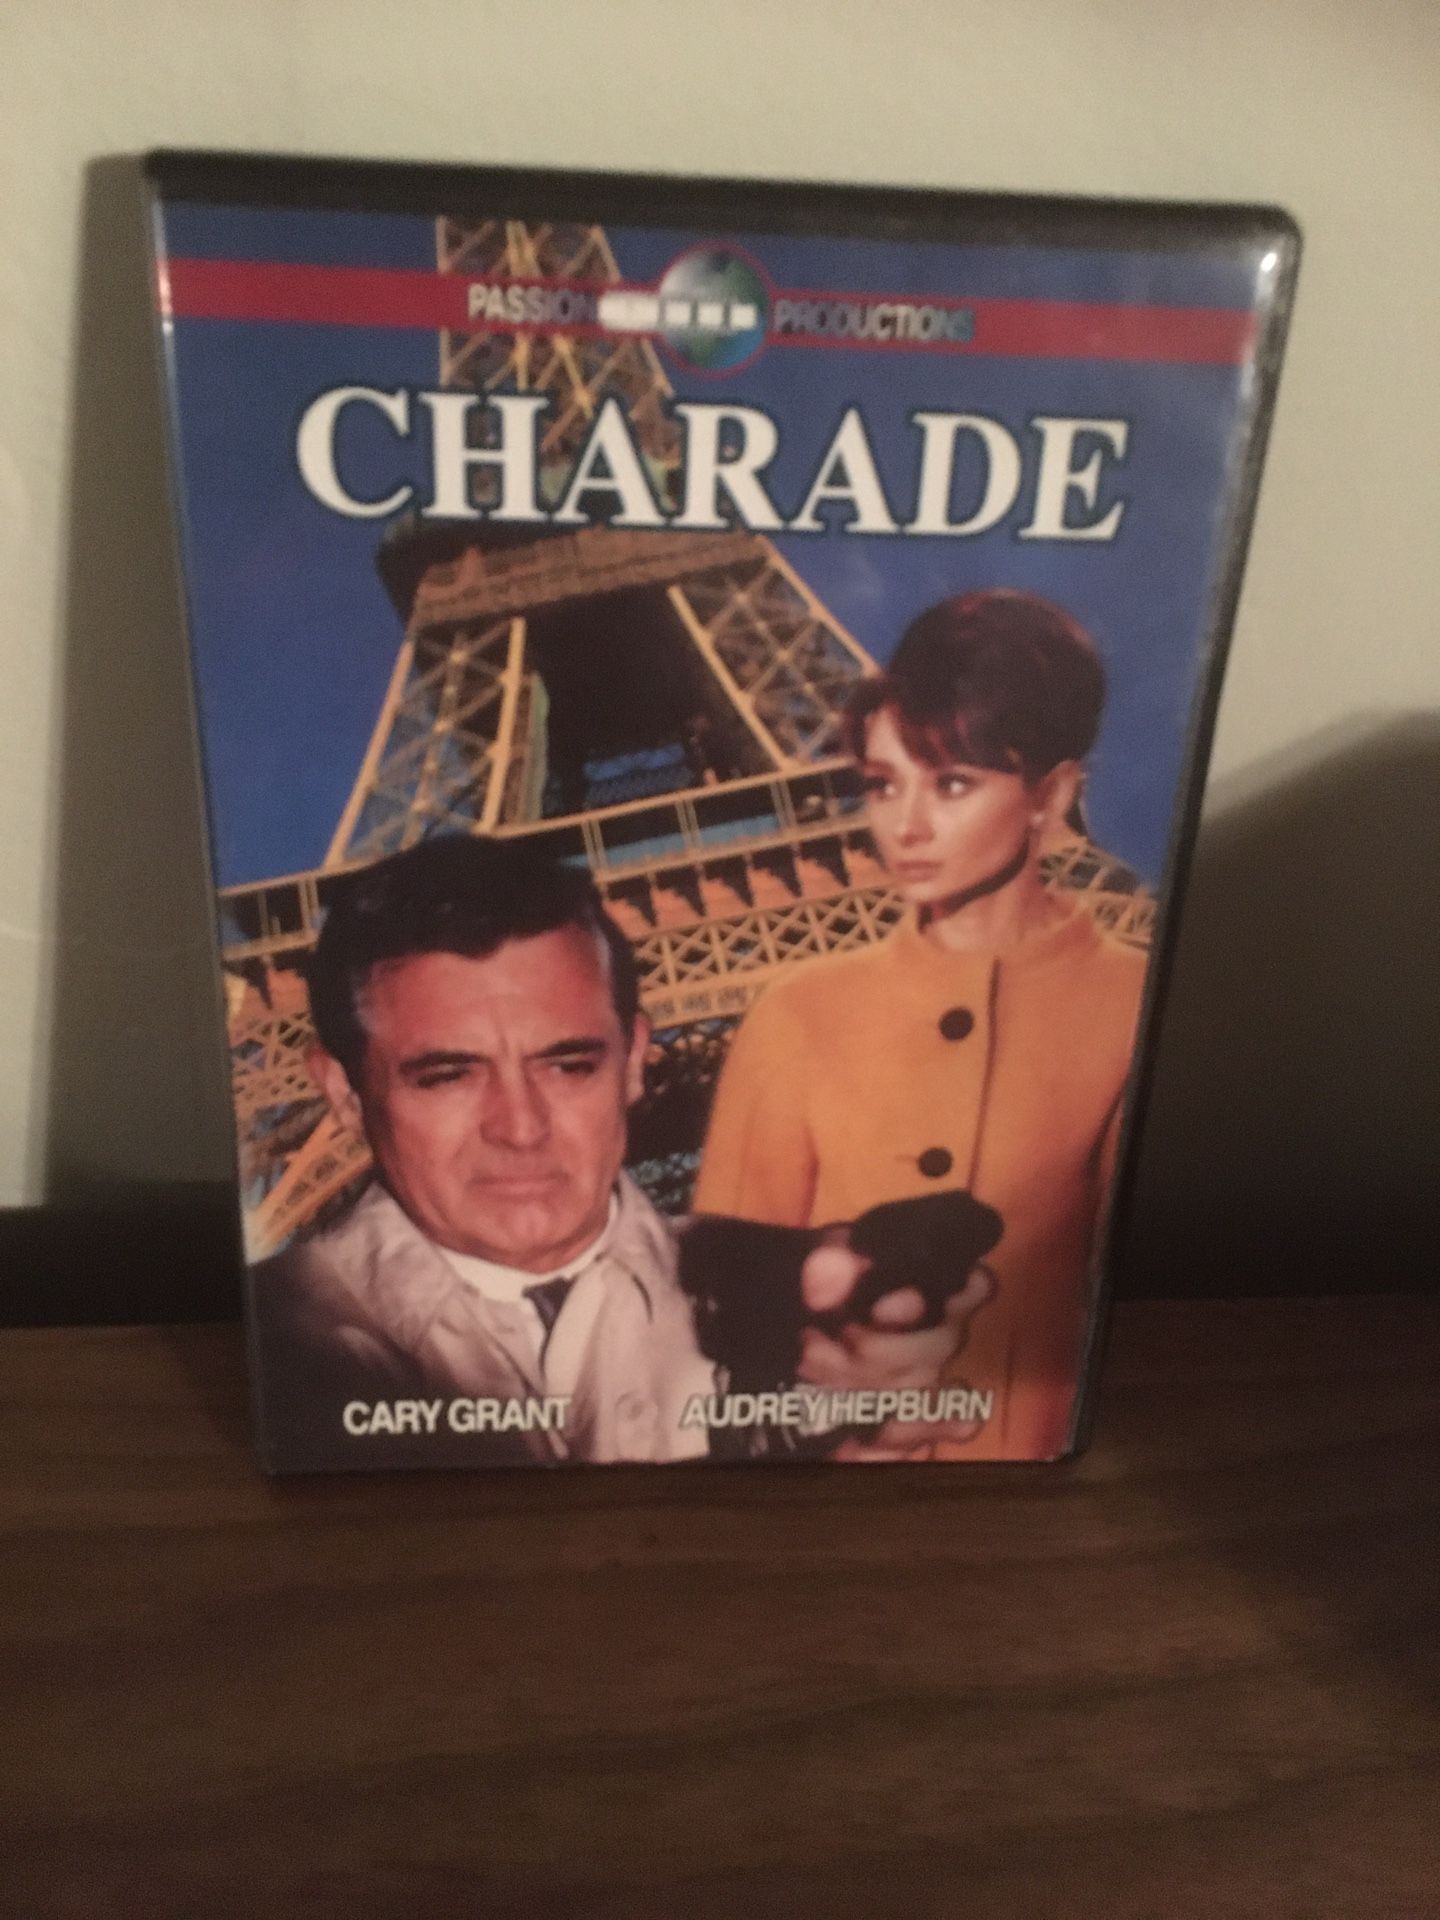 PASSION PRODUCTIONS
CHARADE
CARY GRANT AUDREY HEPBURN